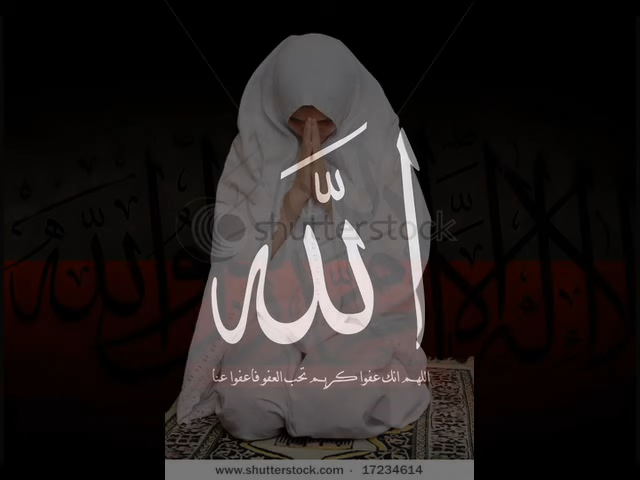 الله
shutterstock
اللهم انك عفوا كريم تحب العفو فاعفوا عنا
www.shutterstock.com · 17234614